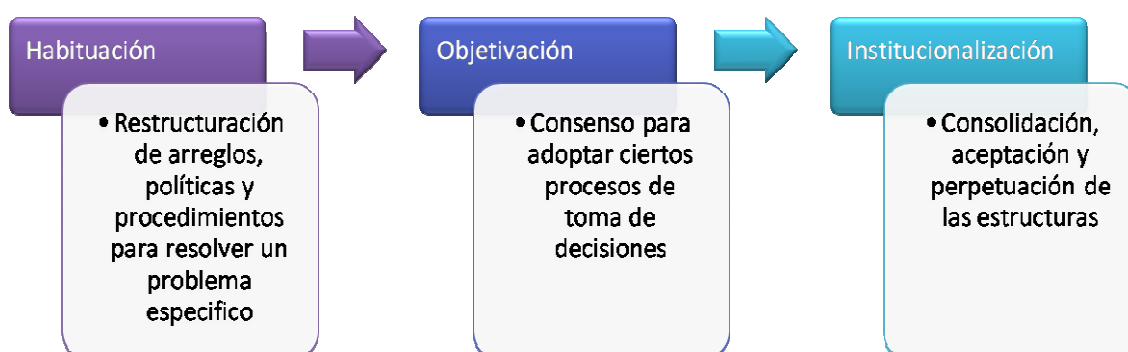 Habituación
• Restructuración
de arreglos,
políticas y
procedimientos
para resolver un
problema
especifico
Objetivación
• Consenso para
adoptar ciertos
procesos de
toma de
decisiones
Institucionalización
• Consolidación,
aceptación y
perpetuación de
las estructuras